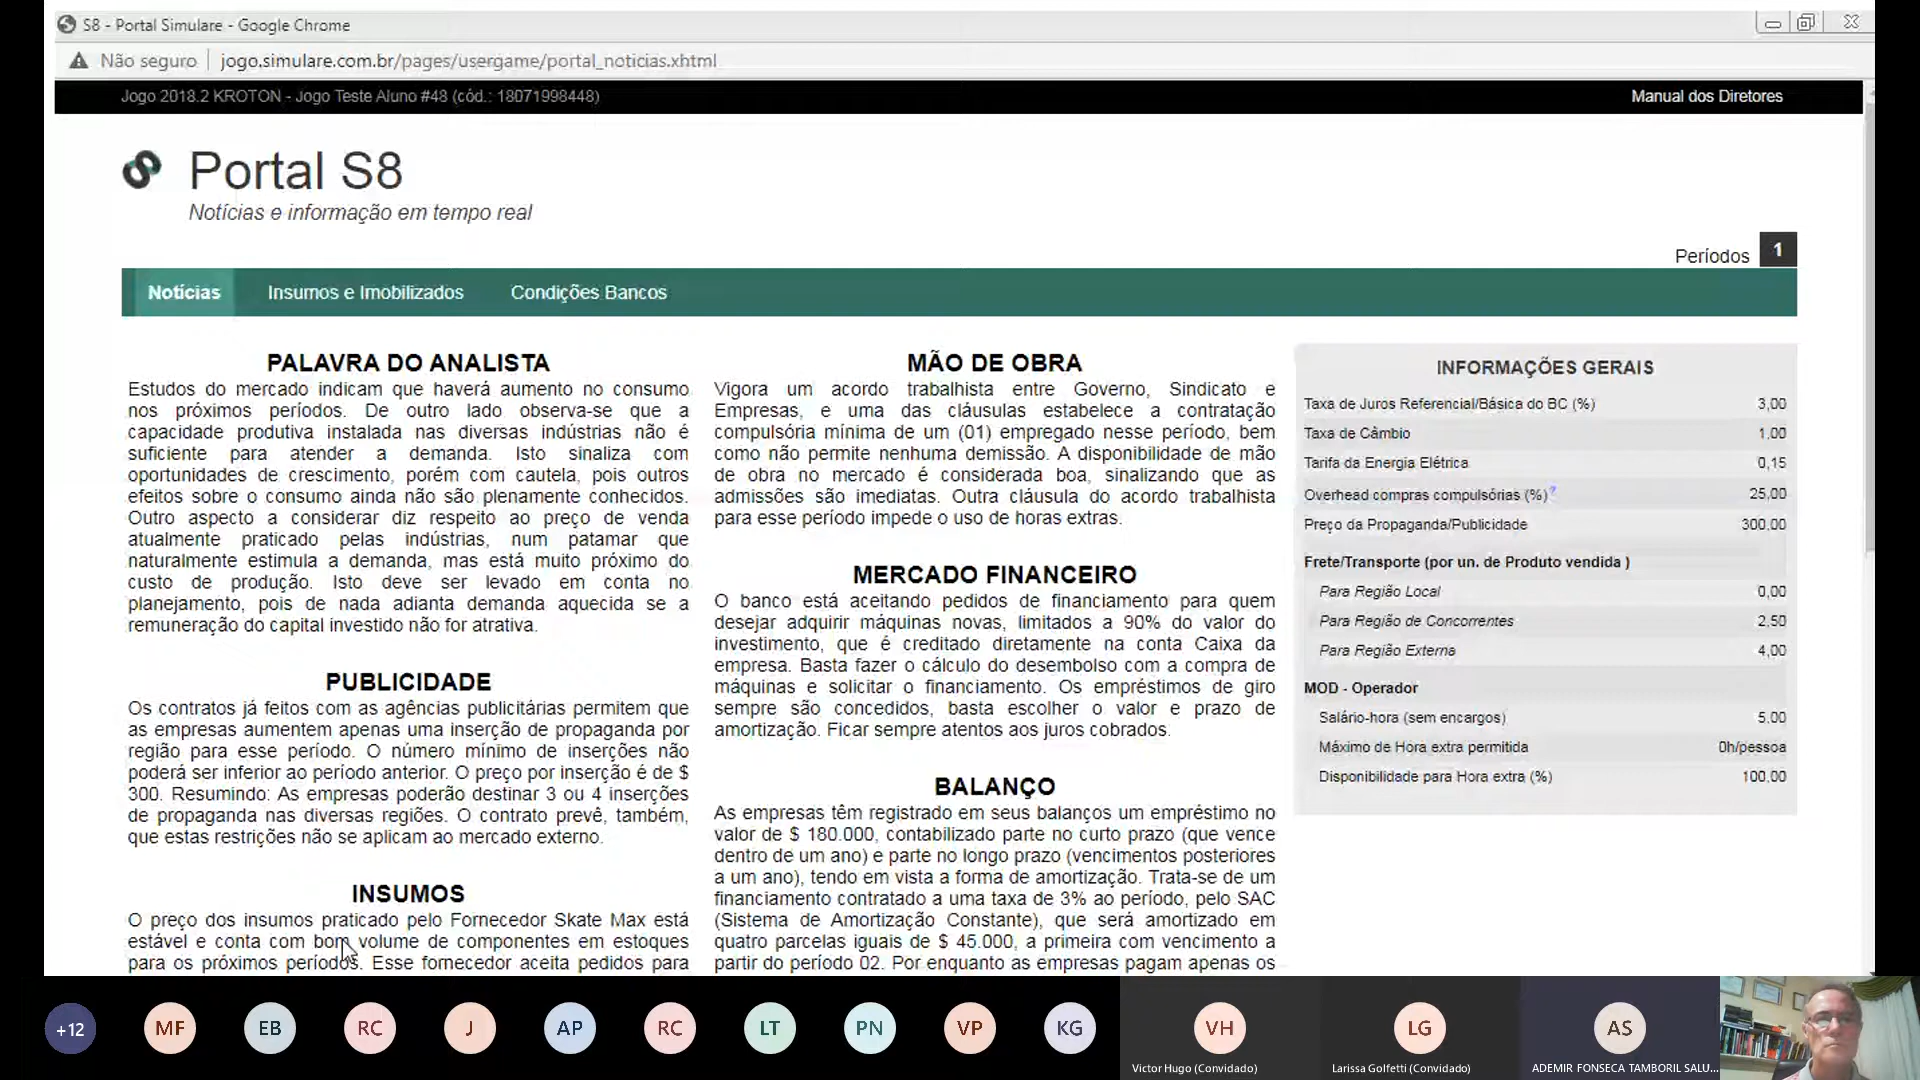 S8 - Portal Simulare - Google Chrome
Não seguro
jogo.simulare.com.br/pages/usergame/portal_noticias.xhtml
Jogo 2018.2 KROTON - Jogo Teste Aluno #48 (cód.: 18071998448)
Manual dos Diretores
Portal S8
Notícias e informação em tempo real
Períodos 1
Notícias
Insumos e Imobilizados
Condições Bancos
PALAVRA DO ANALISTA
Estudos do mercado indicam que haverá aumento no consumo
nos próximos períodos. De outro lado observa-se que a
capacidade produtiva instalada nas diversas indústrias não é
suficiente para atender a demanda. Isto sinaliza com
oportunidades de crescimento, porém com cautela, pois outros
efeitos sobre o consumo ainda não são plenamente conhecidos.
Outro aspecto a considerar diz respeito ao preço de venda
atualmente praticado pelas indústrias, num patamar que
naturalmente estimula a demanda, mas está muito próximo do
custo de produção. Isto deve ser levado em conta no
planejamento, pois de nada adianta demanda aquecida se a
remuneração do capital investido não for atrativa.
PUBLICIDADE
Os contratos já feitos com as agências publicitárias permitem que
as empresas aumentem apenas uma inserção de propaganda por
região para esse período. O número mínimo de inserções não
poderá ser inferior ao período anterior. O preço por inserção é de $
300. Resumindo: As empresas poderão destinar 3 ou 4 inserções
de propaganda nas diversas regiões. O contrato prevê, também,
que estas restrições não se aplicam ao mercado externo.
INSUMOS
O preço dos insumos praticado pelo Fornecedor Skate Max está
estável e conta com bom volume de componentes em estoques
para os próximos períodos. Esse fornecedor aceita pedidos para
MÃO DE OBRA
Vigora um acordo trabalhista entre Governo, Sindicato e
Empresas, e uma das cláusulas estabelece a contratação
compulsória mínima de um (01) empregado nesse período, bem
como não permite nenhuma demissão. A disponibilidade de mão
de obra no mercado é considerada boa, sinalizando que as
admissões são imediatas. Outra cláusula do acordo trabalhista
para esse período impede o uso de horas extras.
MERCADO FINANCEIRO
O banco está aceitando pedidos de financiamento para quem
desejar adquirir máquinas novas, limitados a 90% do valor do
investimento, que é creditado diretamente na conta Caixa da
empresa. Basta fazer o cálculo do desembolso com a compra de
máquinas e solicitar o financiamento. Os empréstimos de giro
sempre são concedidos, basta escolher o valor e prazo de
amortização. Ficar sempre atentos aos juros cobrados.
BALANÇO
As empresas têm registrado em seus balanços um empréstimo no
valor de $ 180.000, contabilizado parte no curto prazo (que vence
dentro de um ano) e parte no longo prazo (vencimentos posteriores
a um ano), tendo em vista a forma de amortização. Trata-se de um
financiamento contratado a uma taxa de 3% ao período, pelo SAC
(Sistema de Amortização Constante), que será amortizado em
quatro parcelas iguais de $ 45.000, a primeira com vencimento a
partir do período 02. Por enquanto as empresas pagam apenas os
INFORMAÇÕES GERAIS
Taxa de Juros Referencial/Básica do BC (%) 3,00
Taxa de Câmbio 1,00
Tarifa da Energia Elétrica 0,15
Overhead compras compulsórias (%)? 25,00
Preço da Propaganda/Publicidade 300,00
Frete/Transporte (por un. de Produto vendida )
Para Região Local 0,00
Para Região de Concorrentes 2,50
Para Região Externa 4,00
MOD - Operador
Salário-hora (sem encargos) 5,00
Máximo de Hora extra permitida 0h/pessoa
Disponibilidade para Hora extra (%) 100,00
+12 MF EB RC J AP RC LT PN VP KG VH LG AS
Victor Hugo (Convidado)
Larissa Golfetti (Convidado)
ADEMIR FONSECA TAMBORIL SALU...